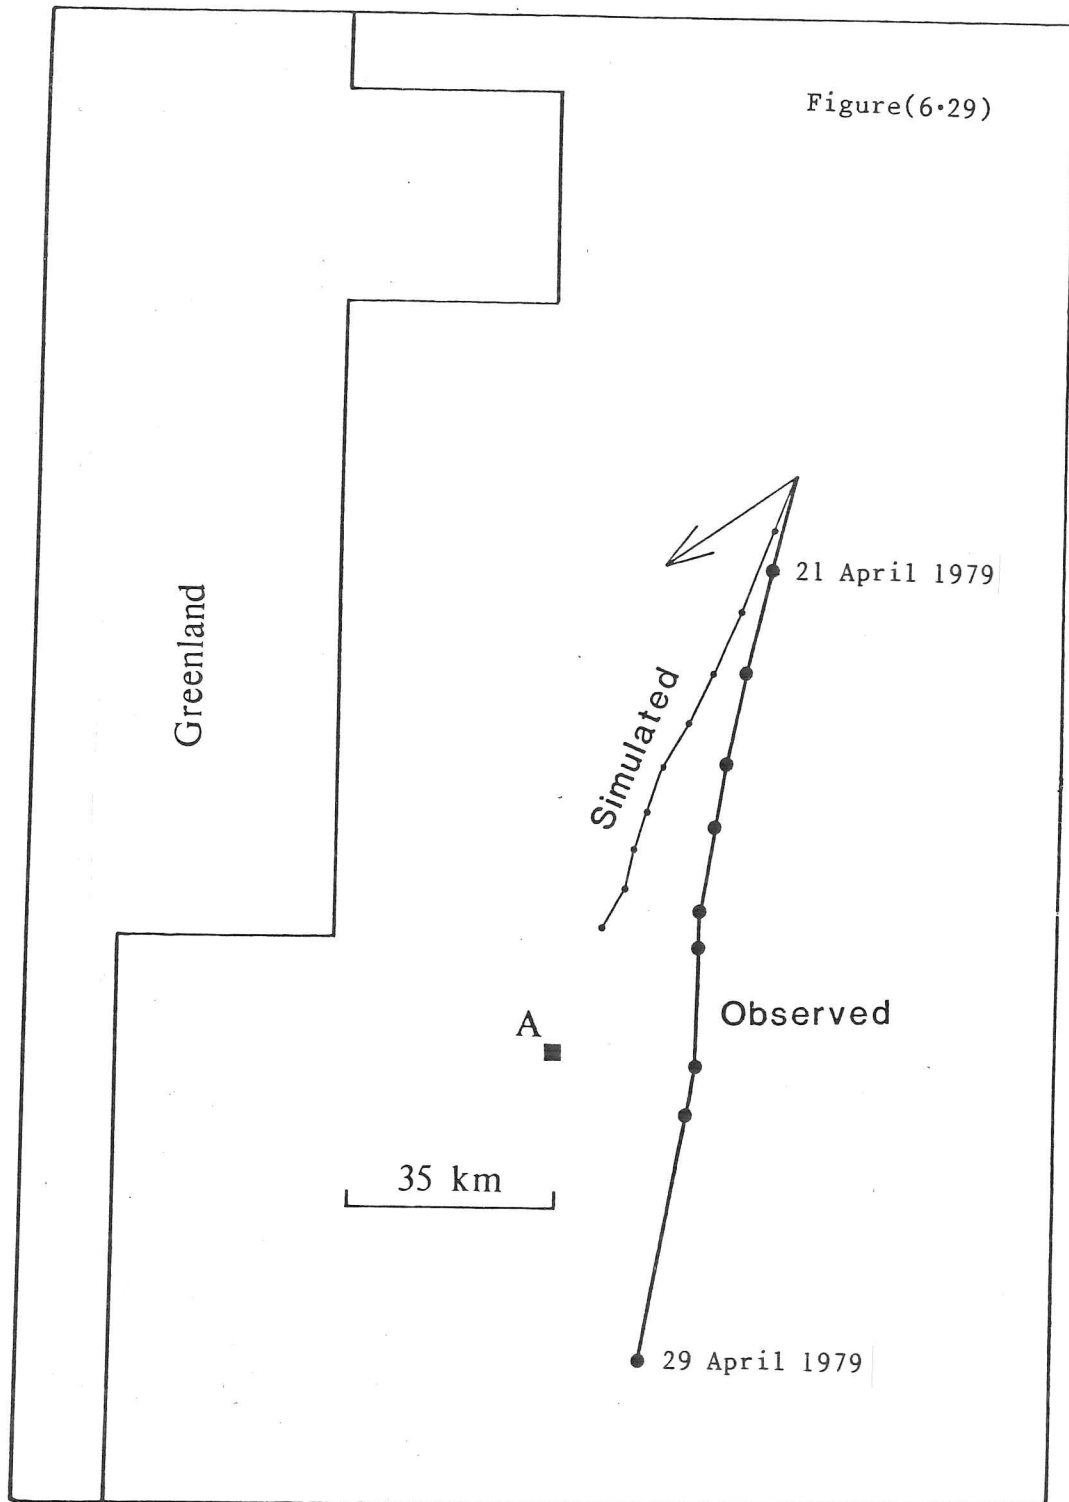 Figure(6·29)
21 April 1979
Greenland
Simulated
Observed
A
35 km
29 April 1979